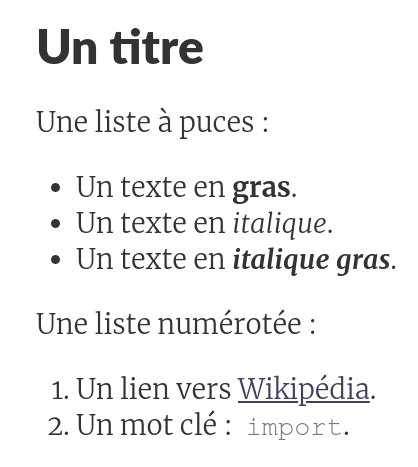 Un titre
Une liste à puces :
• Un texte en gras.
• Un texte en italique.
• Un texte en italique gras.
Une liste numérotée :
1. Un lien vers Wikipédia.
2. Un mot clé : import.